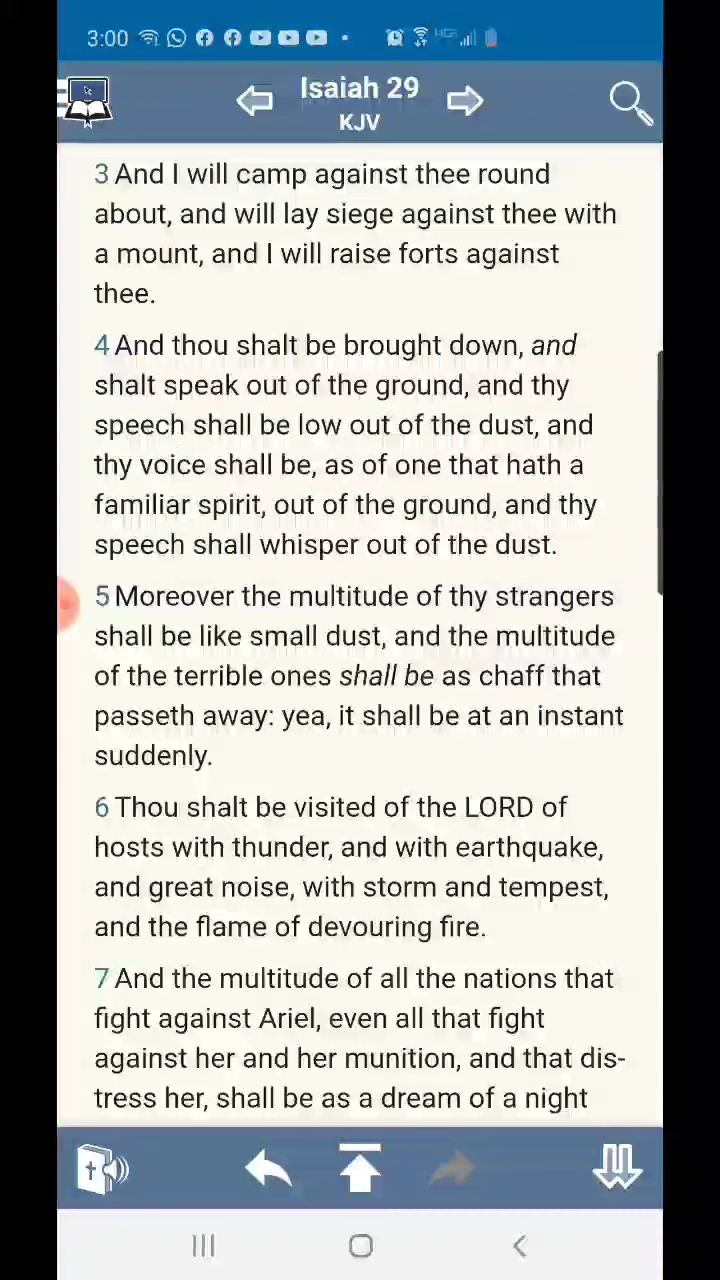 3:00
Isaiah 29
KJV
3 And I will camp against thee round
about, and will lay siege against thee with
a mount, and I will raise forts against
thee.
4 And thou shalt be brought down, and
shalt speak out of the ground, and thy
speech shall be low out of the dust, and
thy voice shall be, as of one that hath a
familiar spirit, out of the ground, and thy
speech shall whisper out of the dust.
5 Moreover the multitude of thy strangers
shall be like small dust, and the multitude
of the terrible ones shall be as chaff that
passeth away: yea, it shall be at an instant
suddenly.
6 Thou shalt be visited of the LORD of
hosts with thunder, and with earthquake,
and great noise, with storm and tempest,
and the flame of devouring fire.
7 And the multitude of all the nations that
fight against Ariel, even all that fight
against her and her munition, and that dis-
tress her, shall be as a dream of a night